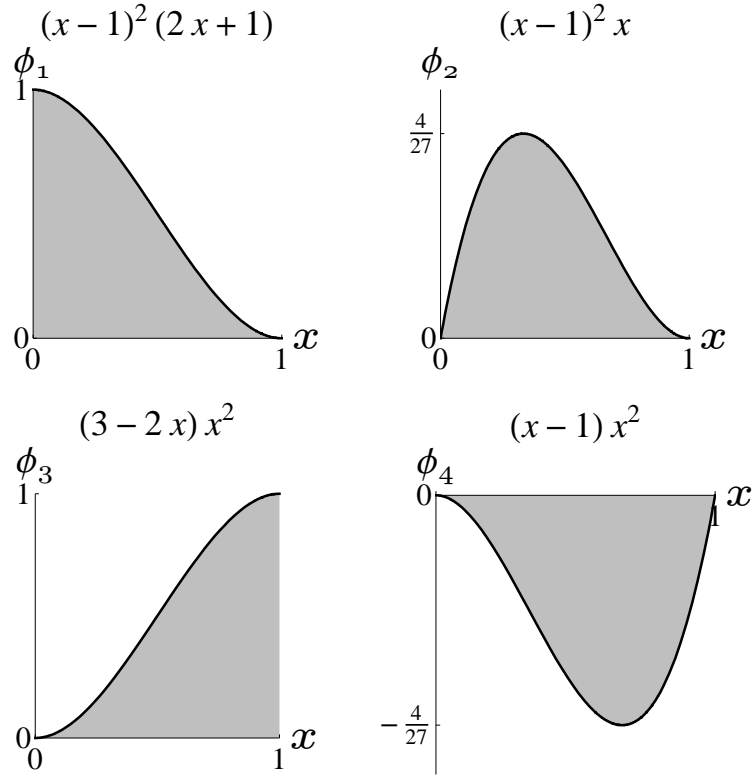 (x − 1)² (2 x + 1)
ϕ₁
1
0
0
1
x
(x − 1)² x
ϕ₂
4/27
0
0
1
x
(3 − 2 x) x²
ϕ₃
1
0
0
1
x
(x − 1) x²
ϕ₄
0
x
1
− 4/27